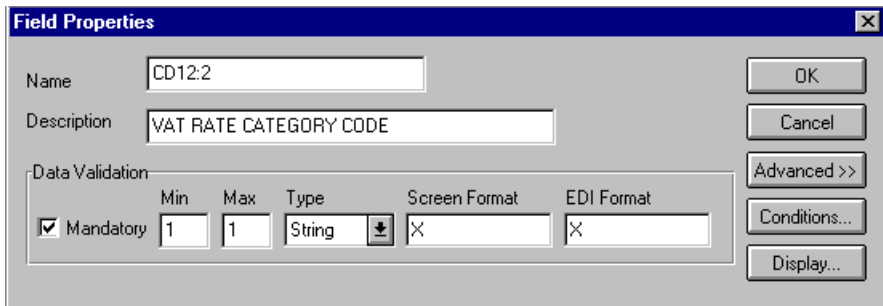 Field Properties
Name CD12:2 OK
Description VAT RATE CATEGORY CODE Cancel
Data Validation Advanced >>
Min Max Type Screen Format EDI Format
Mandatory 1 1 String X X Conditions...
Display...